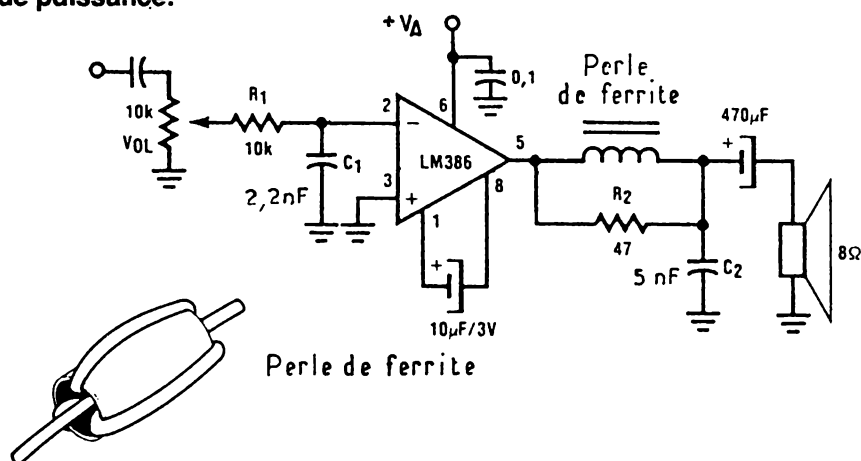 de puissance.
+ VA
0,1
Perle
de ferrite
470µF
+
R1
10k
VOL
10k
2
−
6
LM386
5
3
+
8
1
C1
2,2nF
+
10µF/3V
R2
47
5 nF
C2
8Ω
Perle de ferrite